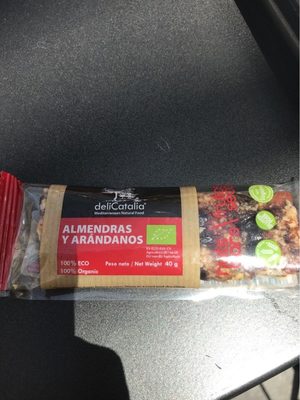 deliCatalia
Mediterranean Natural Food
ALMENDRAS
Y ARÁNDANOS
100% ECO
100% Organic
Peso neto / Net Weight 40 g